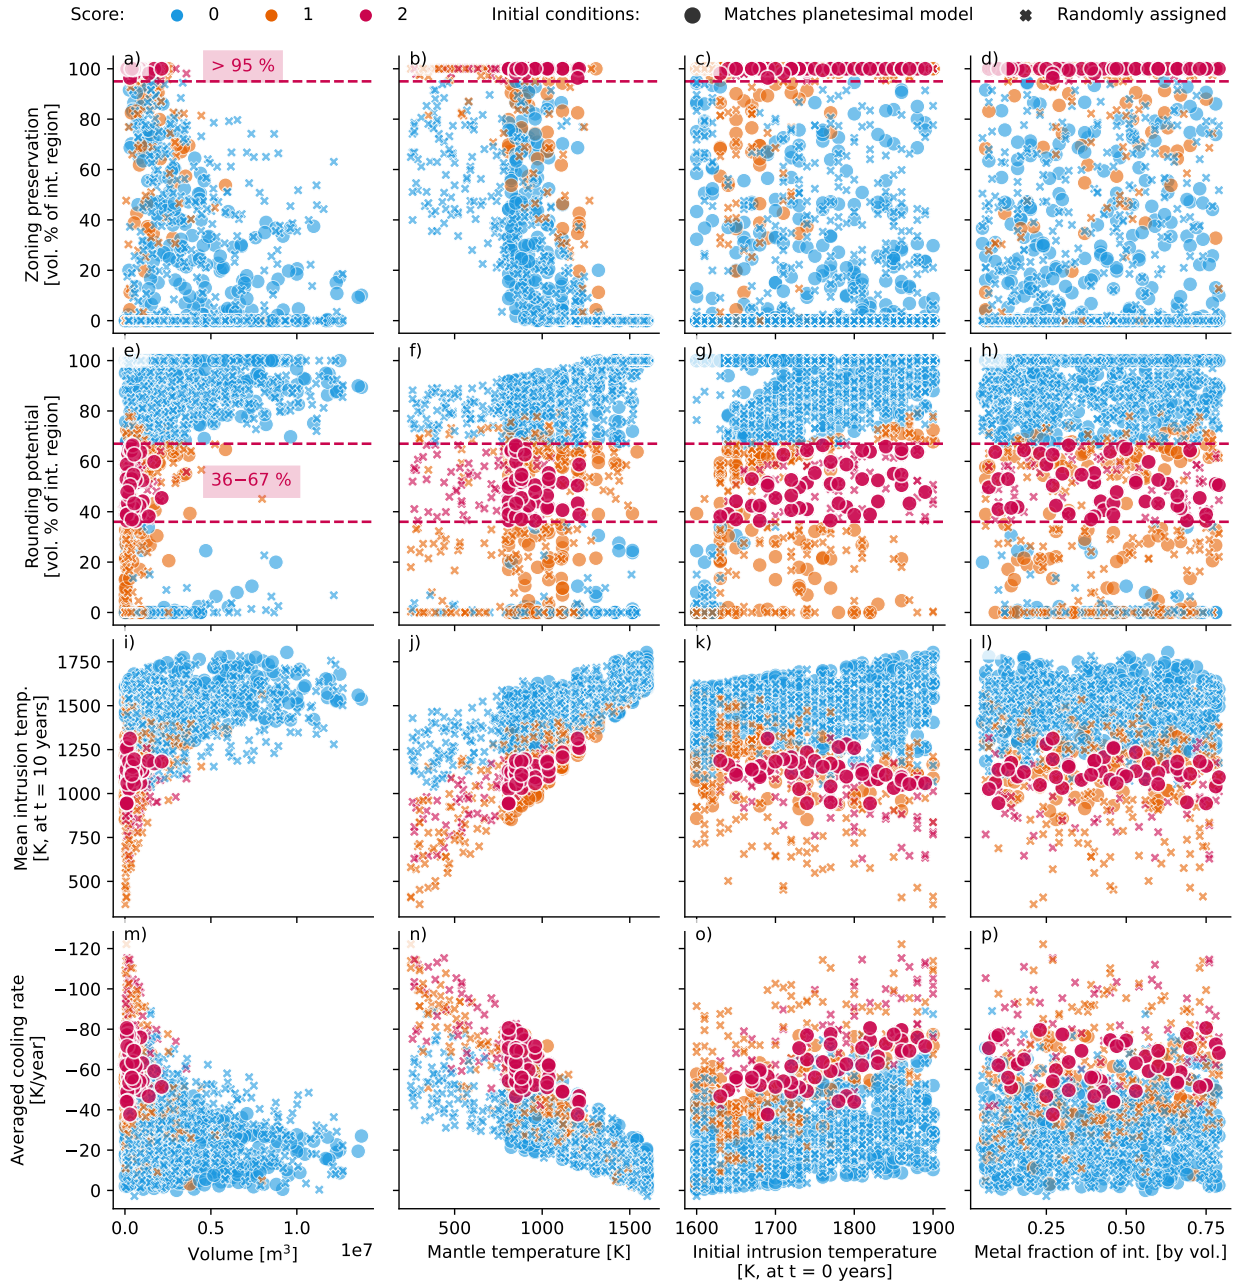 Score: 0 1 2 Initial conditions: Matches planetesimal model Randomly assigned
a) > 95 % b) c) d)
Zoning preservation
[vol. % of int. region]
100
80
60
40
20
0
e) f) g) h)
Rounding potential
[vol. % of int. region]
36−67 %
100
80
60
40
20
0
i) j) k) l)
Mean intrusion temp.
[K, at t = 10 years]
1750
1500
1250
1000
750
500
m) n) o) p)
Averaged cooling rate
[K/year]
−120
−100
−80
−60
−40
−20
0
0.0 0.5 1.0 500 1000 1500 1600 1700 1800 1900 0.25 0.50 0.75
1e7
Volume [m³] Mantle temperature [K] Initial intrusion temperature Metal fraction of int. [by vol.]
[K, at t = 0 years]